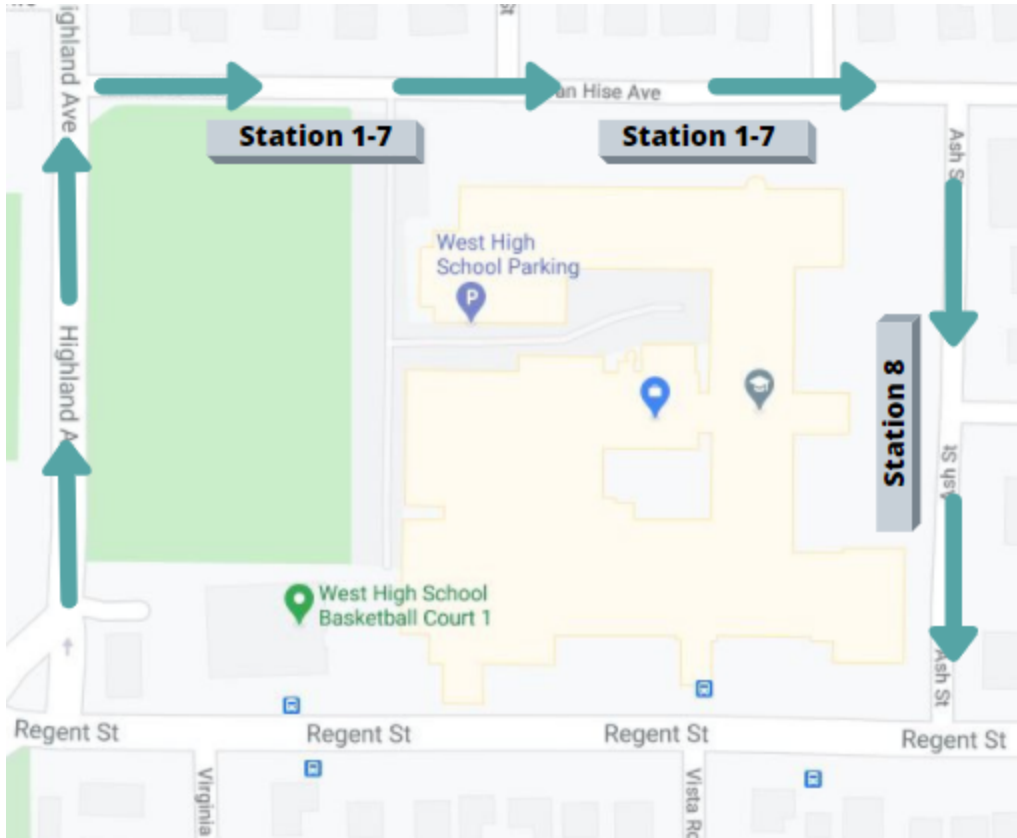 Highland Ave
St
an Hise Ave
Station 1-7
Station 1-7
Ash S
West High
School Parking
P
Highland A
Station 8
Ash St
West High School
Basketball Court 1
Ash St
Regent St
Regent St
Regent St
Regent St
Virginia
Vista Ro